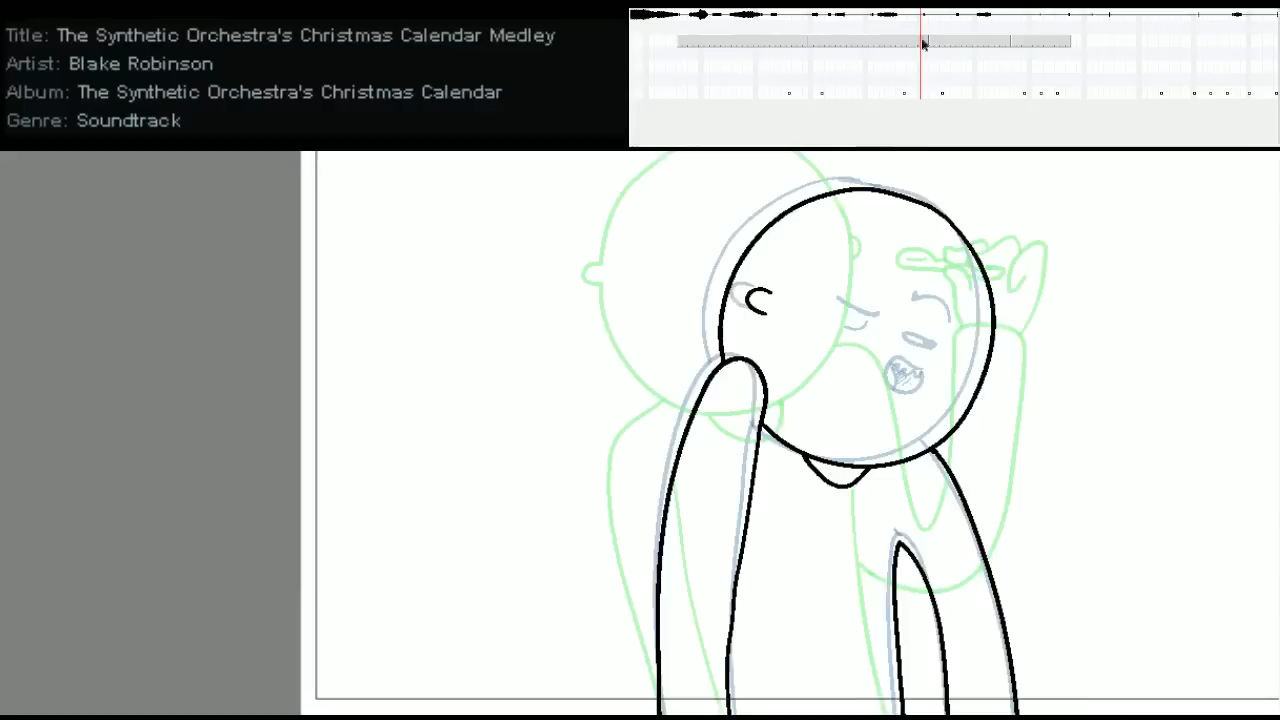 Title: The Synthetic Orchestra's Christmas Calendar Medley
Artist: Blake Robinson
Album: The Synthetic Orchestra's Christmas Calendar
Genre: Soundtrack